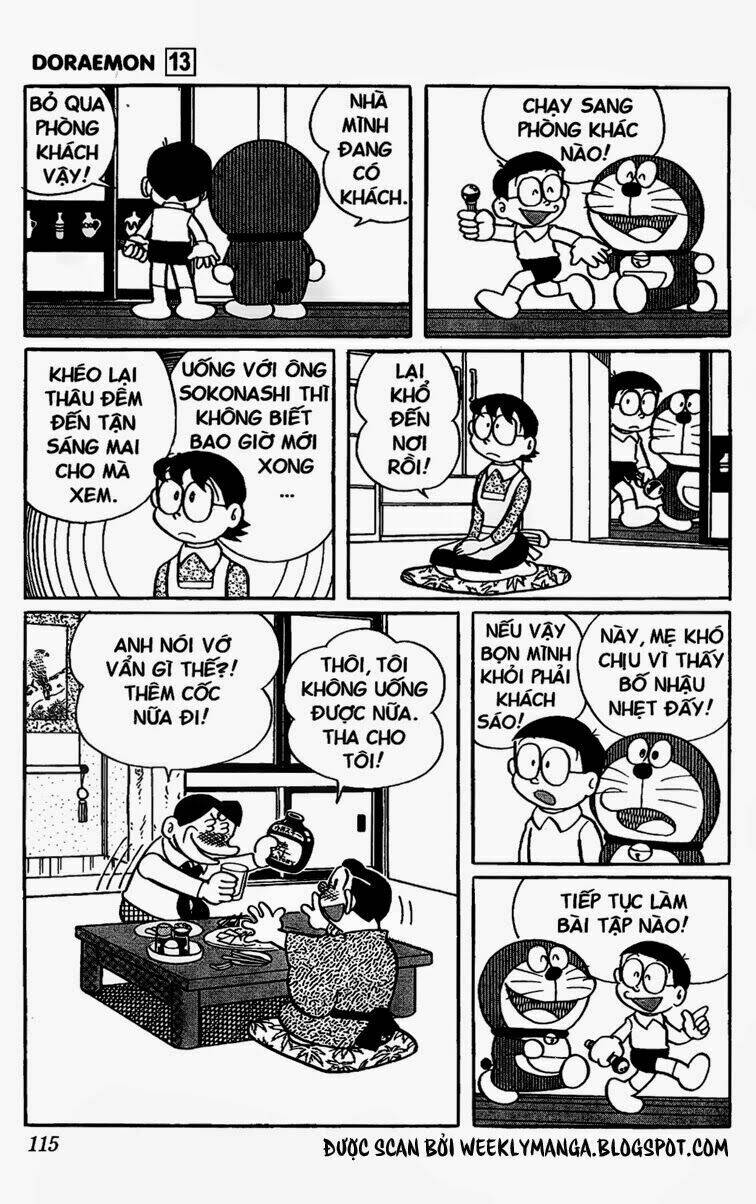 DORAEMON 13
CHẠY SANG
PHÒNG KHÁC
NÀO!
NHÀ
MÌNH
ĐANG
CÓ
KHÁCH.
BỎ QUA
PHÒNG
KHÁCH
VẬY!
LẠI
KHỔ
ĐẾN
NƠI
RỒI!
UỐNG VỚI ÔNG
SOKONASHI THÌ
KHÔNG BIẾT
BAO GIỜ MỚI
XONG
...
KHÉO LẠI
THÂU ĐÊM
ĐẾN TẬN
SÁNG MAI
CHO MÀ
XEM.
NÀY, MẸ KHÓ
CHỊU VÌ THẤY
BỐ NHẬU
NHẸT ĐẤY!
NẾU VẬY
BỌN MÌNH
KHỎI PHẢI
KHÁCH
SÁO!
TIẾP TỤC LÀM
BÀI TẬP NÀO!
THÔI, TÔI
KHÔNG UỐNG
ĐƯỢC NỮA.
THA CHO
TÔI!
ANH NÓI VỚ
VẨN GÌ THẾ?!
THÊM CỐC
NỮA ĐI!
115
ĐƯỢC SCAN BỞI WEEKLYMANGA.BLOGSPOT.COM